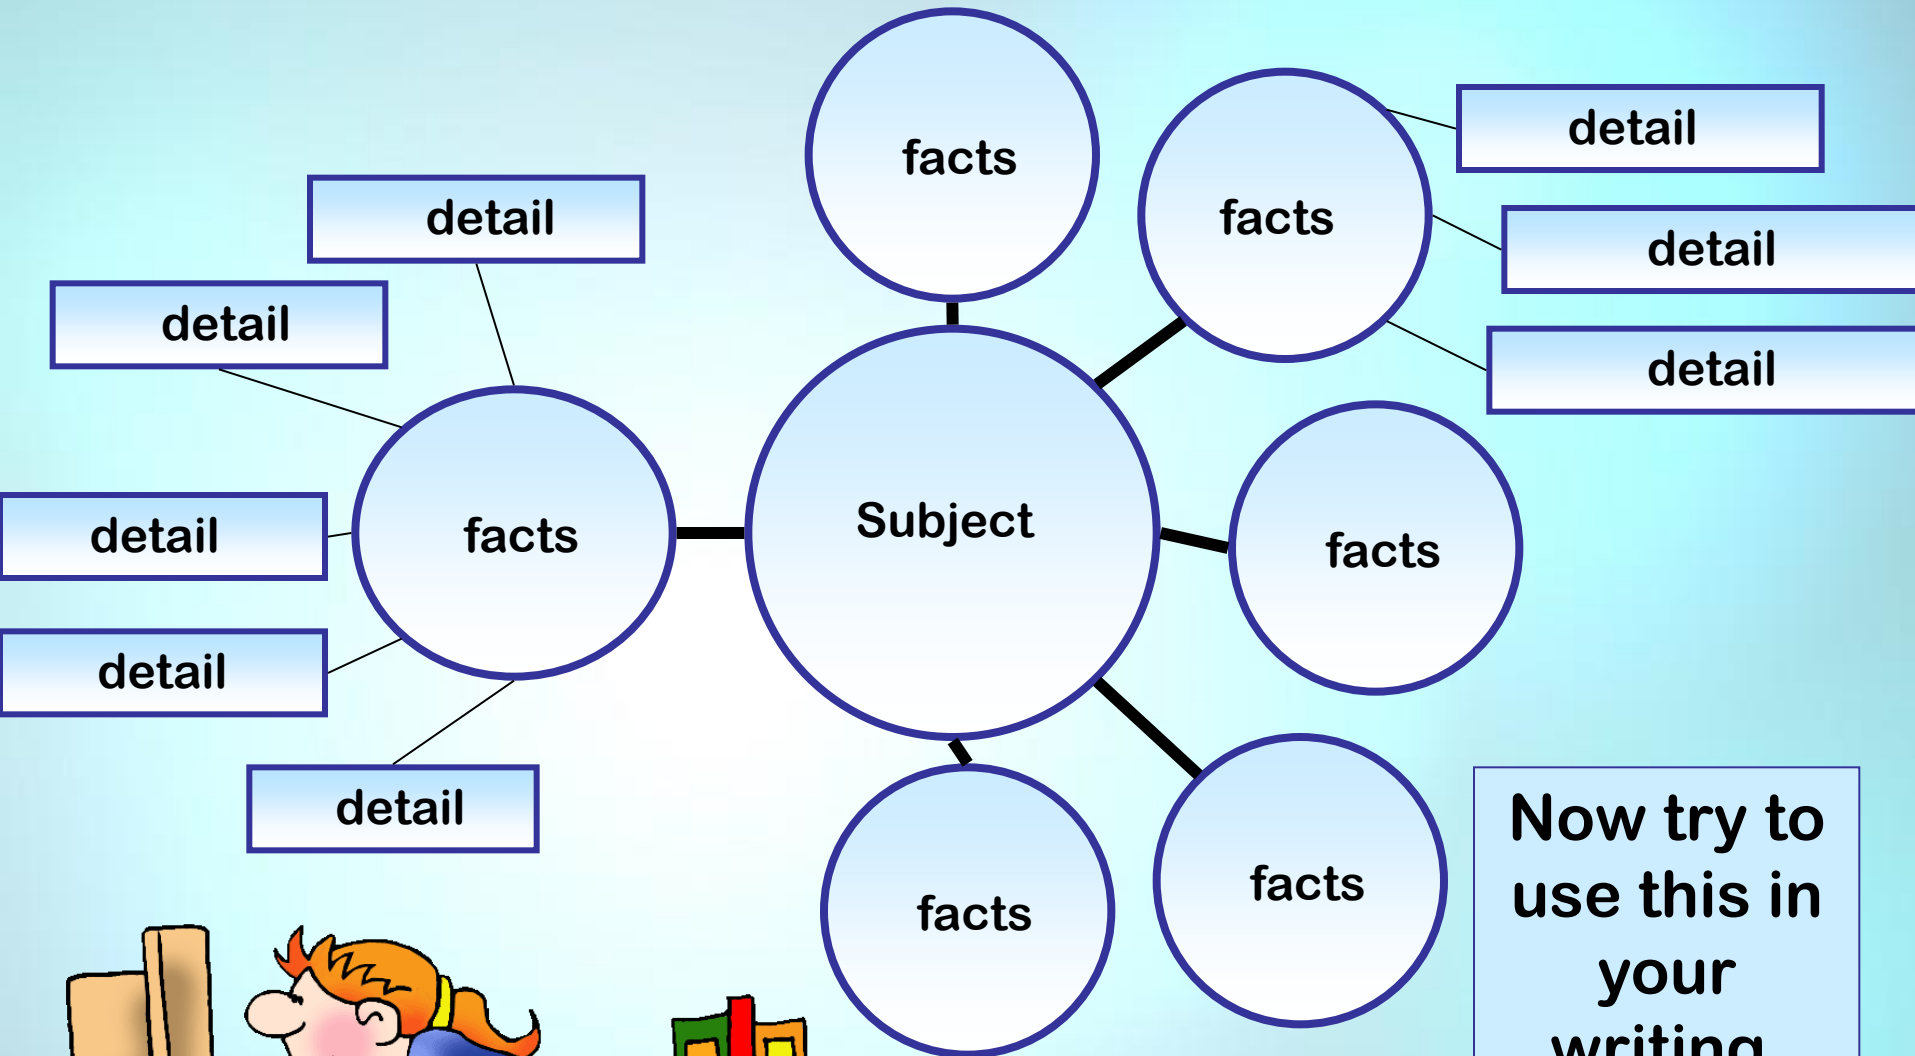 facts
facts
detail
detail
detail
detail
detail
detail
detail
detail
facts
Subject
facts
facts
facts
Now try to
use this in
your
writing